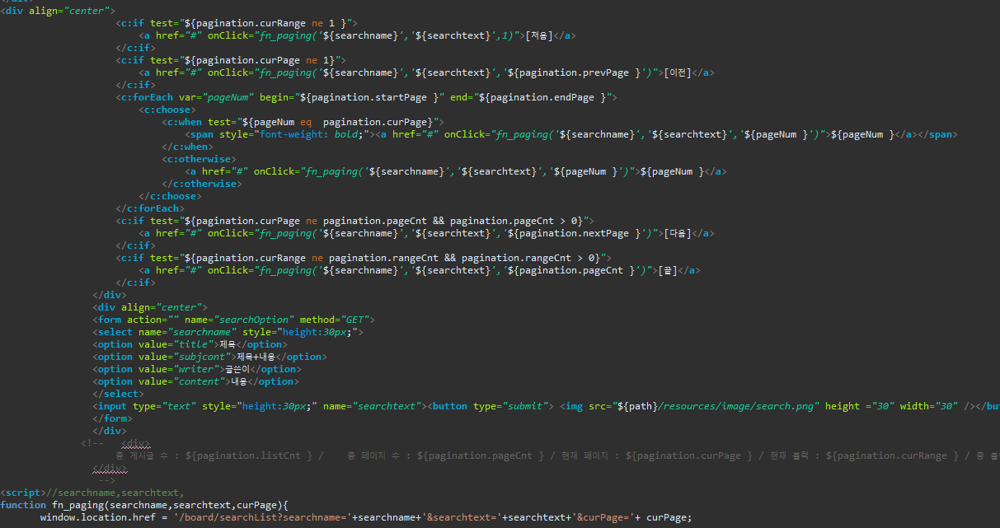 </div>
<div align="center">
<c:if test="${pagination.curRange ne 1 }">
<a href="#" onClick="fn_paging('${searchname}','${searchtext}',1)">[처음]</a>
</c:if>
<c:if test="${pagination.curPage ne 1}">
<a href="#" onClick="fn_paging('${searchname}','${searchtext}','${pagination.prevPage }')">[이전]</a>
</c:if>
<c:forEach var="pageNum" begin="${pagination.startPage }" end="${pagination.endPage }">
<c:choose>
<c:when test="${pageNum eq  pagination.curPage}">
<span style="font-weight: bold;"><a href="#" onClick="fn_paging('${searchname}','${searchtext}','${pageNum }')">${pageNum }</a></span>
</c:when>
<c:otherwise>
<a href="#" onClick="fn_paging('${searchname}','${searchtext}','${pageNum }')">${pageNum }</a>
</c:otherwise>
</c:choose>
</c:forEach>
<c:if test="${pagination.curPage ne pagination.pageCnt && pagination.pageCnt > 0}">
<a href="#" onClick="fn_paging('${searchname}','${searchtext}','${pagination.nextPage }')">[다음]</a>
</c:if>
<c:if test="${pagination.curRange ne pagination.rangeCnt && pagination.rangeCnt > 0}">
<a href="#" onClick="fn_paging('${searchname}','${searchtext}','${pagination.pageCnt }')">[끝]</a>
</c:if>
</div>
<div align="center">
<form action="" name="searchOption" method="GET">
<select name="searchname" style="height:30px;">
<option value="title">제목</option>
<option value="subjcont">제목+내용</option>
<option value="writer">글쓴이</option>
<option value="content">내용</option>
</select>
<input type="text" style="height:30px;" name="searchtext"><button type="submit"> <img src="${path}/resources/image/search.png" height ="30" width="30" /></bu
</form>
</div>
<!--   <div>
총 게시글 수 : ${pagination.listCnt } /    총 페이지 수 : ${pagination.pageCnt } / 현재 페이지 : ${pagination.curPage } / 현재 블럭 : ${pagination.curRange } / 총 블
</div>
-->
<script>//searchname,searchtext,
function fn_paging(searchname,searchtext,curPage){
window.location.href = '/board/searchList?searchname='+searchname+'&searchtext='+searchtext+'&curPage='+ curPage;